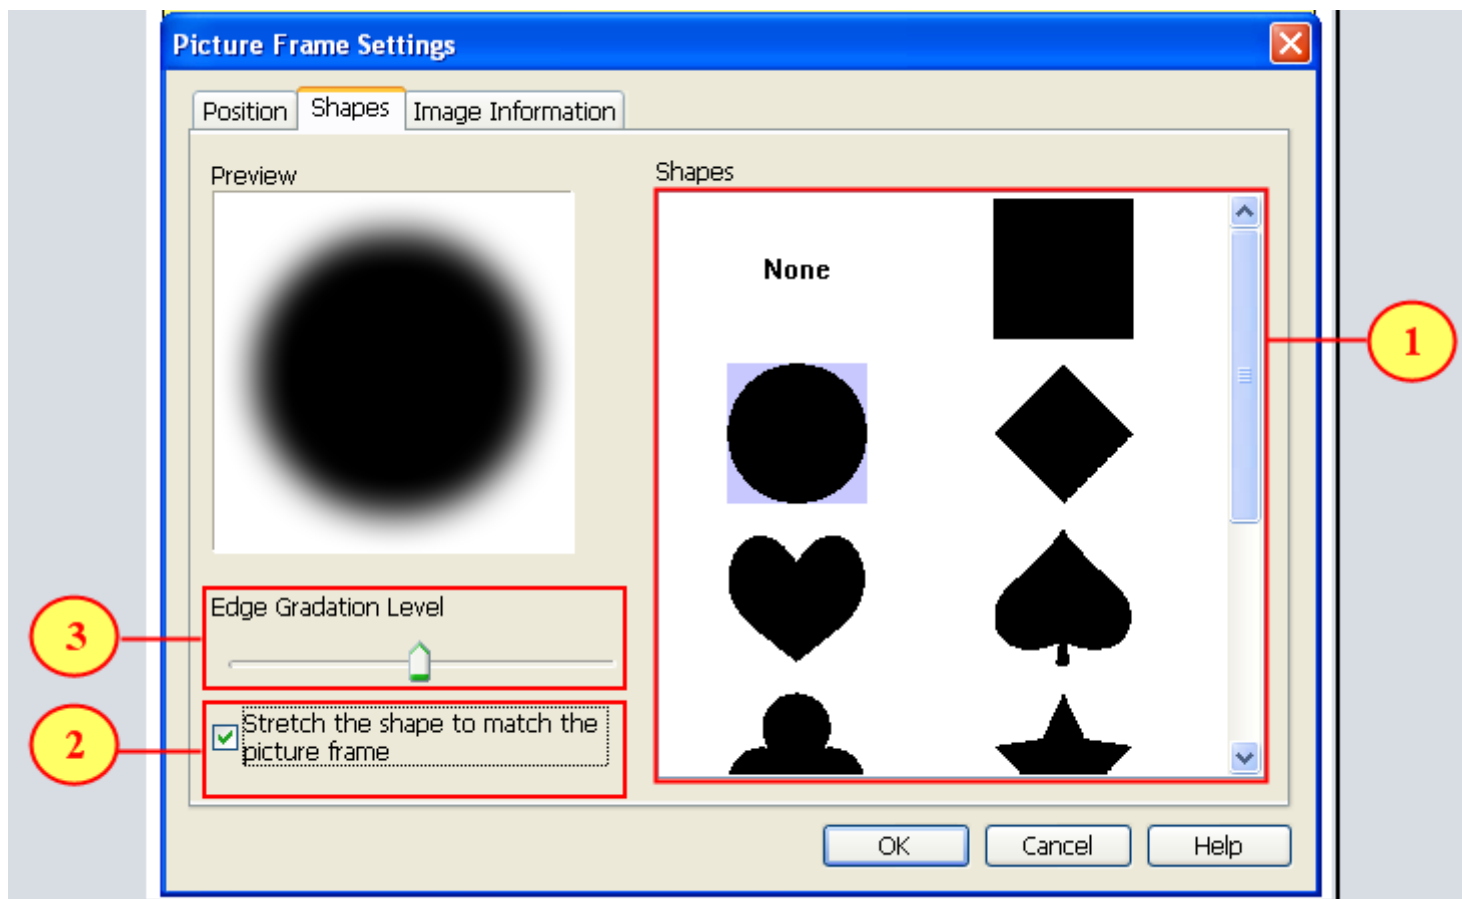 Picture Frame Settings
Position Shapes Image Information
Preview
Shapes
None
1
Edge Gradation Level
3
Stretch the shape to match the
picture frame
2
OK Cancel Help